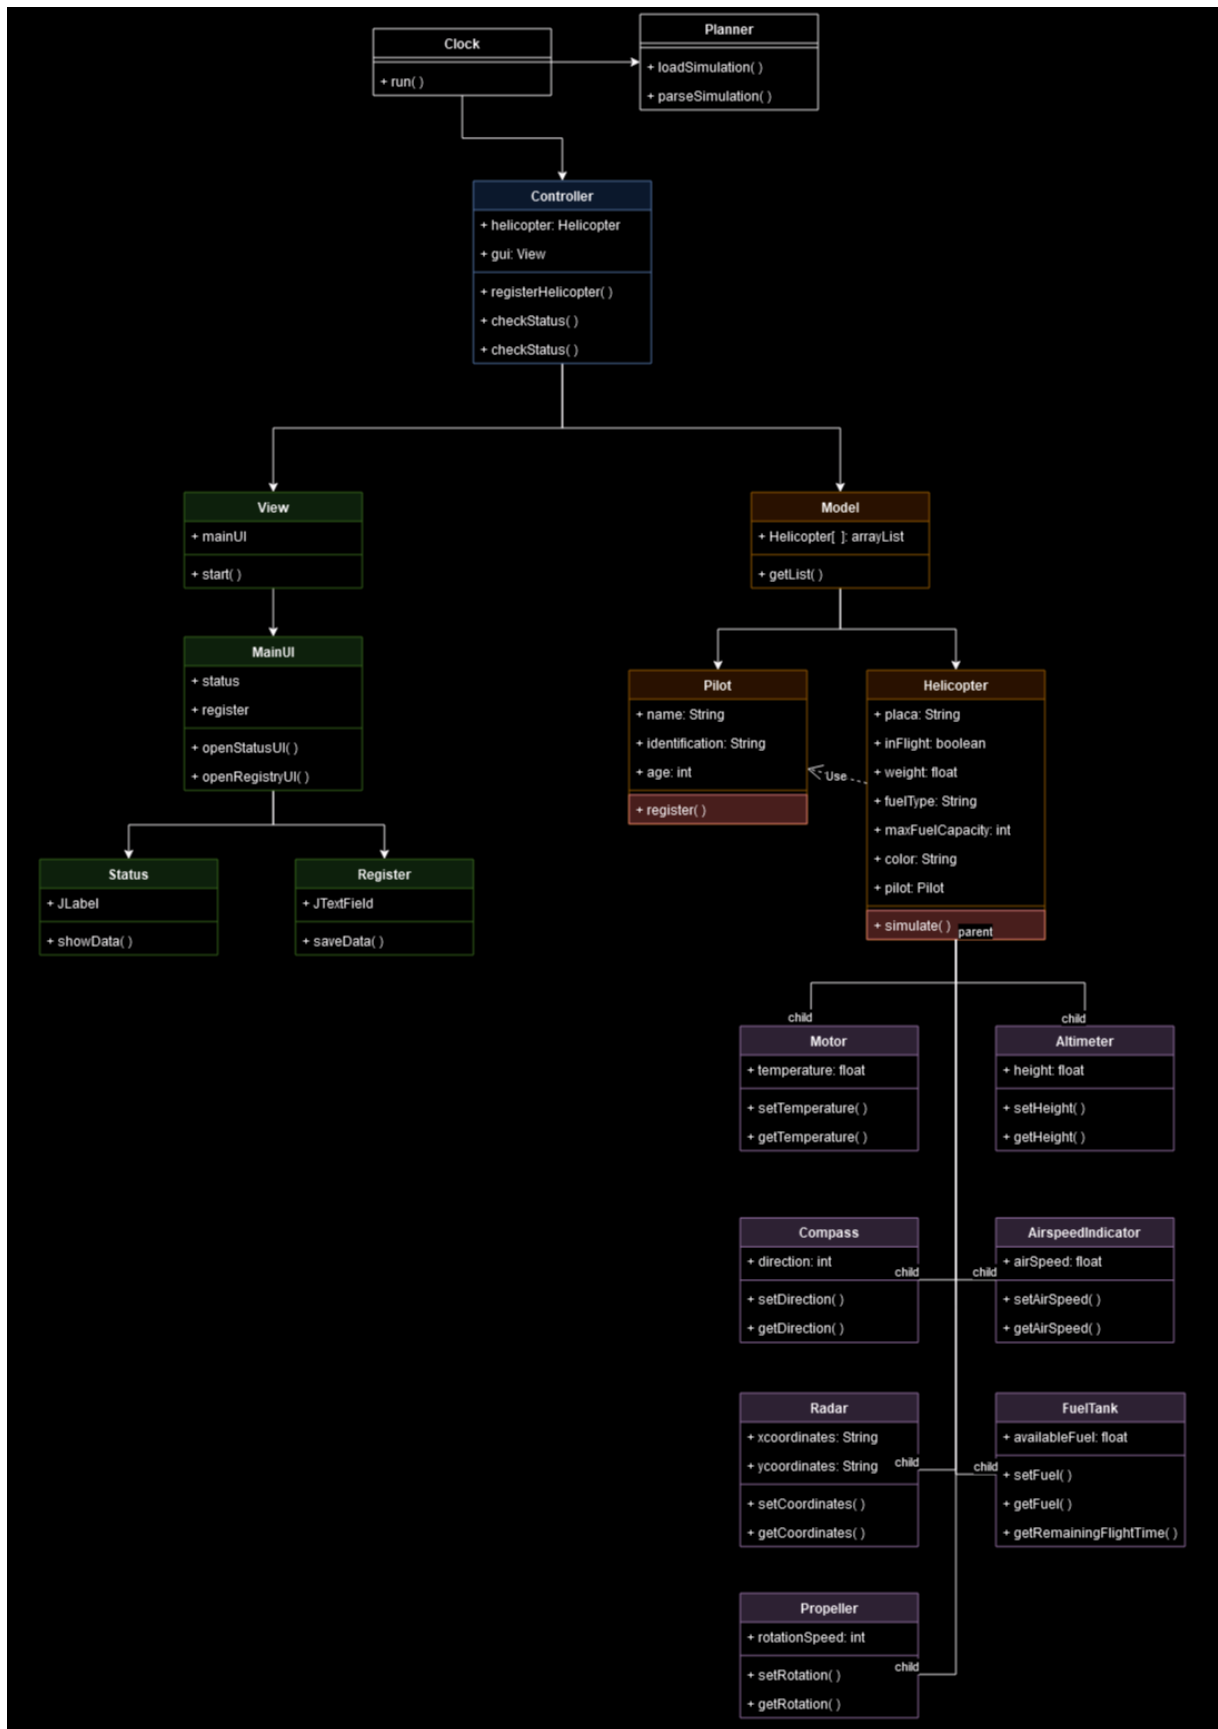 Clock
+ run( )
Planner
+ loadSimulation( )
+ parseSimulation( )
Controller
+ helicopter: Helicopter
+ gui: View
+ registerHelicopter( )
+ checkStatus( )
+ checkStatus( )
View
+ mainUI
+ start( )
Model
+ Helicopter[ ]: arrayList
+ getList( )
MainUI
+ status
+ register
+ openStatusUI( )
+ openRegistryUI( )
Pilot
+ name: String
+ identification: String
+ age: int
+ register( )
Use
Helicopter
+ placa: String
+ inFlight: boolean
+ weight: float
+ fuelType: String
+ maxFuelCapacity: int
+ color: String
+ pilot: Pilot
+ simulate( )
parent
Status
+ JLabel
+ showData( )
Register
+ JTextField
+ saveData( )
child
Motor
+ temperature: float
+ setTemperature( )
+ getTemperature( )
child
Altimeter
+ height: float
+ setHeight( )
+ getHeight( )
Compass
+ direction: int
child
+ setDirection( )
+ getDirection( )
AirspeedIndicator
+ airSpeed: float
child
+ setAirSpeed( )
+ getAirSpeed( )
Radar
+ xcoordinates: String
+ ycoordinates: String
child
+ setCoordinates( )
+ getCoordinates( )
FuelTank
+ availableFuel: float
child
+ setFuel( )
+ getFuel( )
+ getRemainingFlightTime( )
Propeller
+ rotationSpeed: int
child
+ setRotation( )
+ getRotation( )